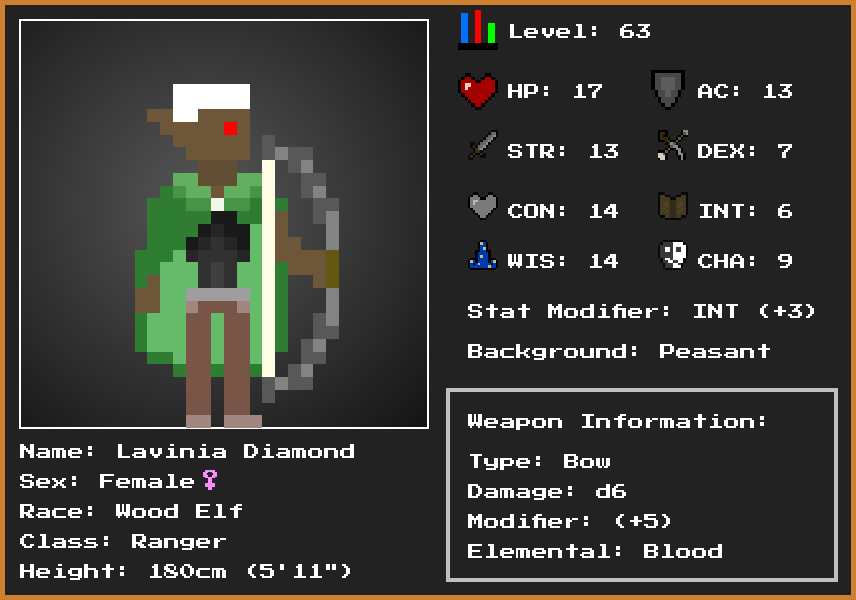 Level: 63
HP: 17
AC: 13
STR: 13
DEX: 7
CON: 14
INT: 6
WIS: 14
CHA: 9
Stat Modifier: INT (+3)
Background: Peasant
Weapon Information:
Type: Bow
Damage: d6
Modifier: (+5)
Elemental: Blood
Name: Lavinia Diamond
Sex: Female♀
Race: Wood Elf
Class: Ranger
Height: 180cm (5'11")